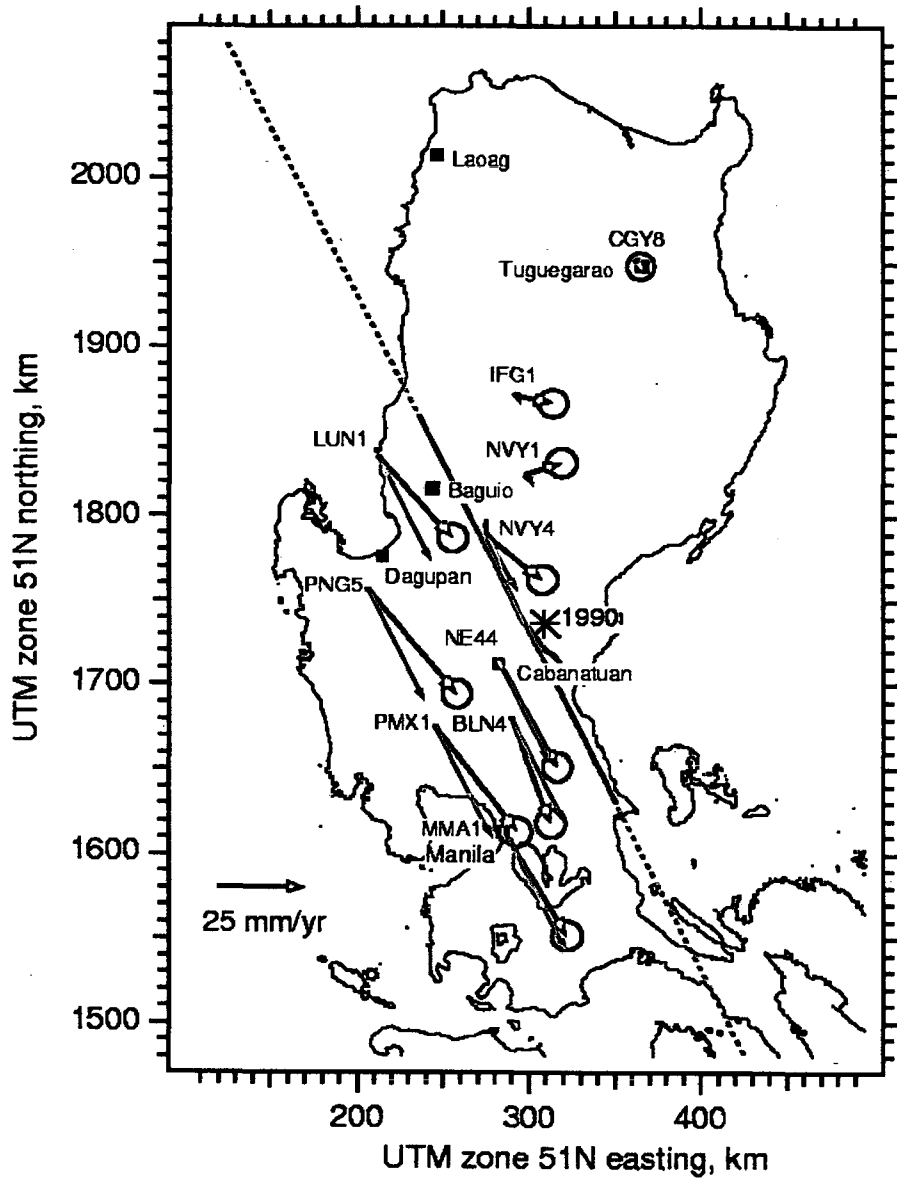 Laoag
2000
CGY8
Tuguegarao
1900
IFG1
LUN1
NVY1
Baguio
1800
NVY4
Dagupan
PNG5
1990
NE44
Cabanatuan
1700
PMX1
BLN4
MMA1
1600
Manila
25 mm/yr
1500
200
300
400
UTM zone 51N easting, km
UTM zone 51N northing, km